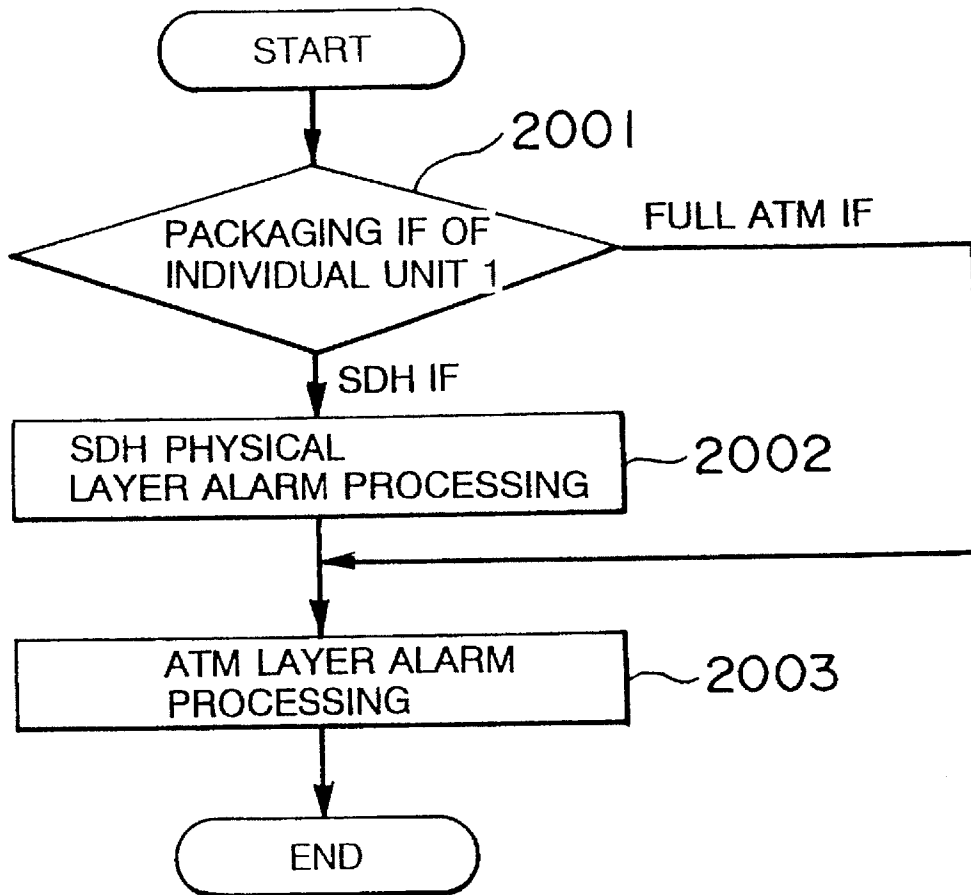 START
2001
PACKAGING IF OF
INDIVIDUAL UNIT 1
FULL ATM IF
SDH IF
SDH PHYSICAL
LAYER ALARM PROCESSING
2002
ATM LAYER ALARM
PROCESSING
2003
END